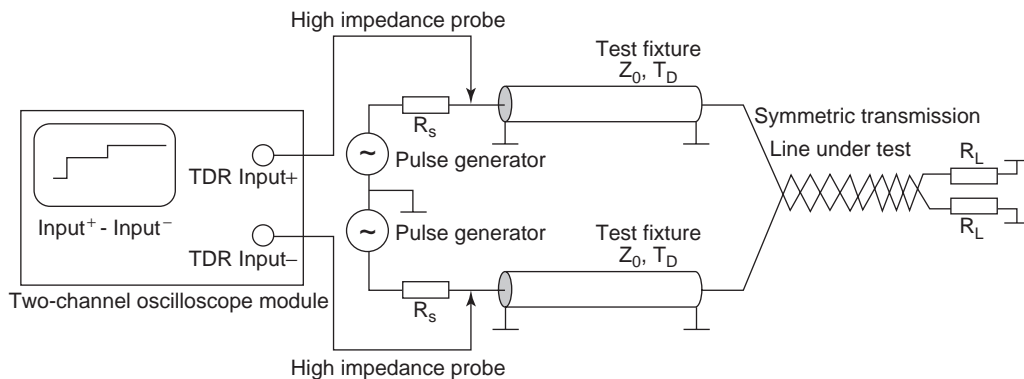 High impedance probe
Test fixture
Z0, TD
Rs
Symmetric transmission
Line under test
Pulse generator
TDR Input+
RL
Input+ - Input−
Pulse generator
TDR Input−
RL
Test fixture
Z0, TD
Two-channel oscilloscope module
Rs
High impedance probe